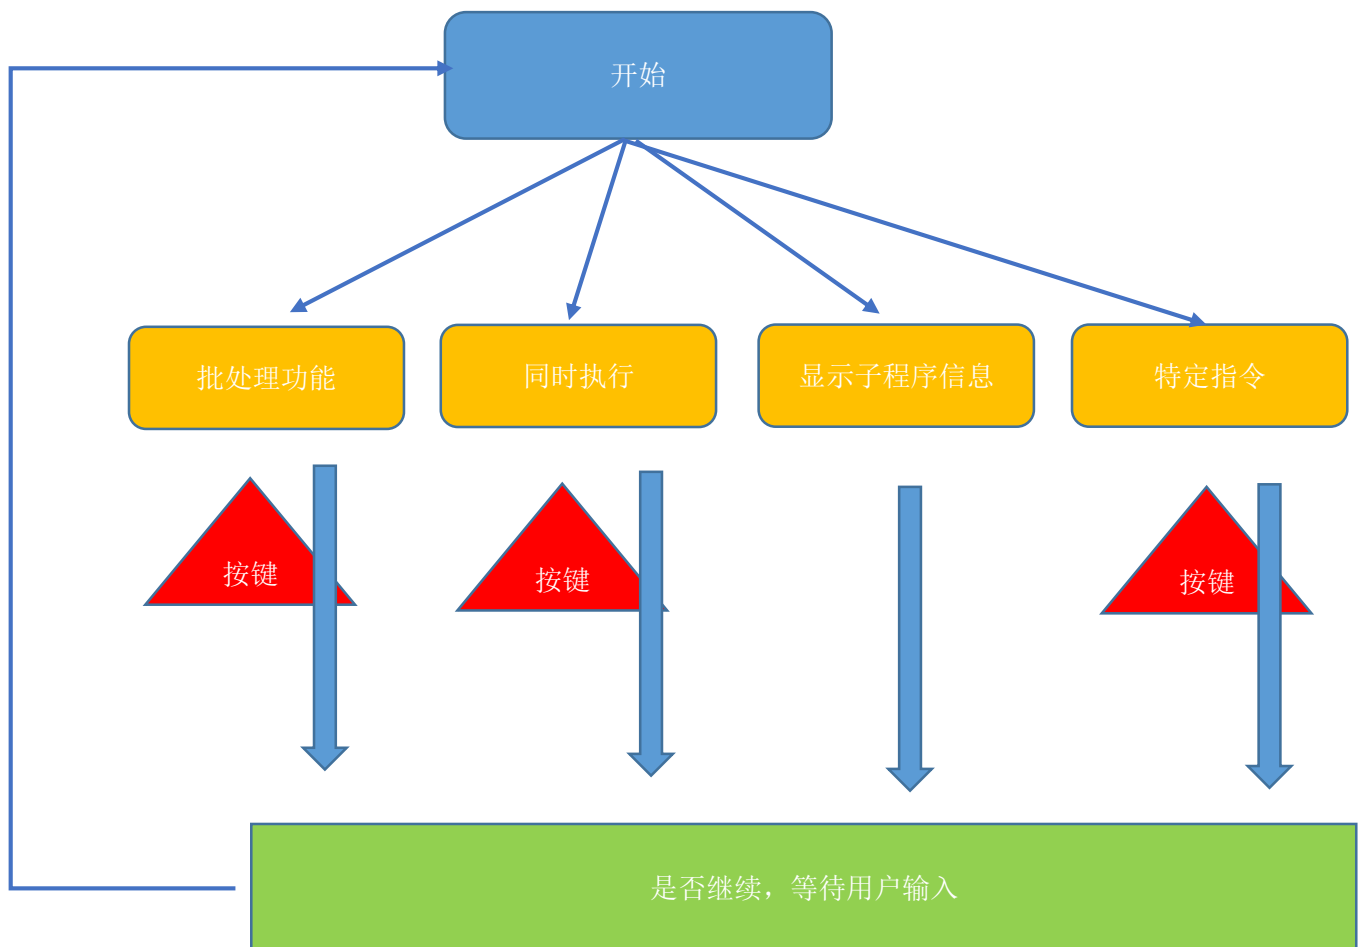 开始
批处理功能
同时执行
显示子程序信息
特定指令
按键
按键
按键
是否继续，等待用户输入